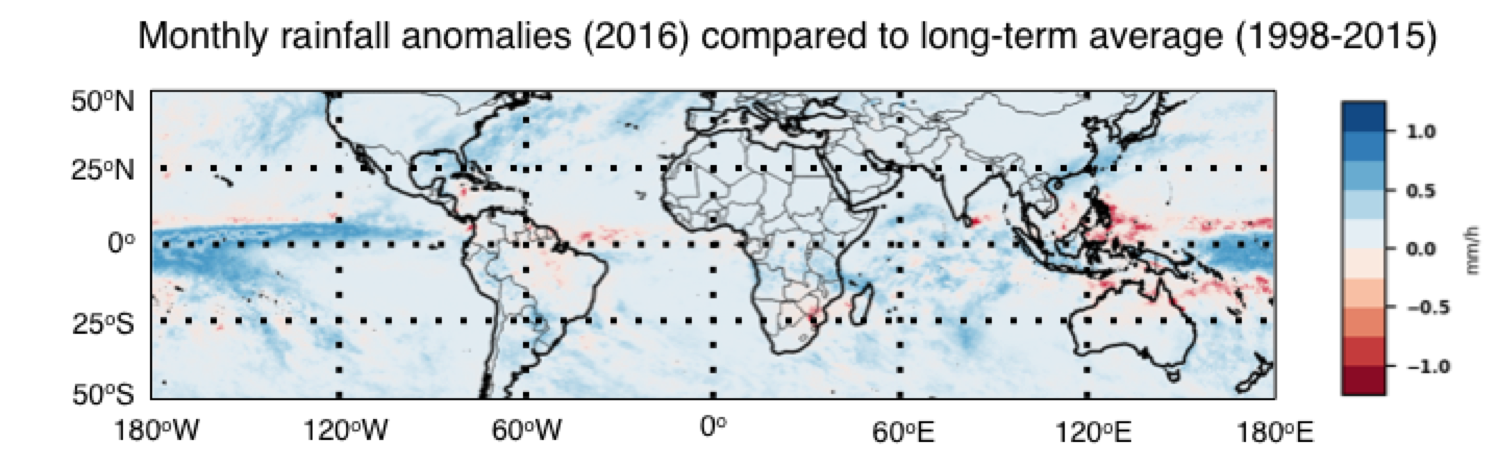 Monthly rainfall anomalies (2016) compared to long-term average (1998-2015)
50°N
25°N
0°
25°S
50°S
180°W 120°W 60°W 0° 60°E 120°E 180°E
1.0
0.5
0.0
−0.5
−1.0
mm/h